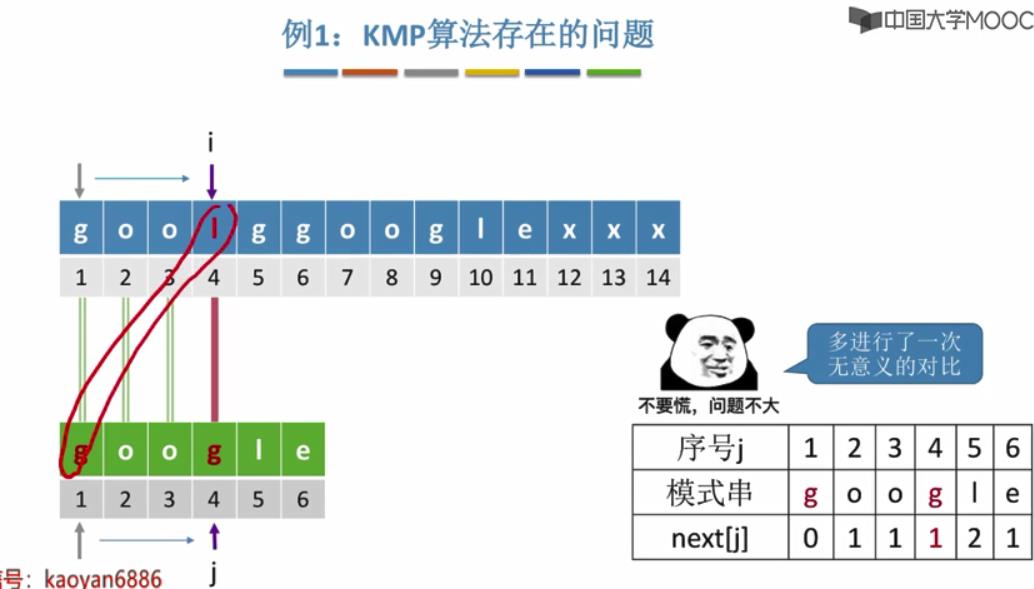 中国大学MOOC
例1：KMP算法存在的问题
i
g o o l g g o o g l e x x x
1 2 3 4 5 6 7 8 9 10 11 12 13 14
多进行了一次
无意义的对比
不要慌，问题不大
g o o g l e
1 2 3 4 5 6
j
序号j 1 2 3 4 5 6
模式串 g o o g l e
next[j] 0 1 1 1 2 1
信号：kaoyan6886